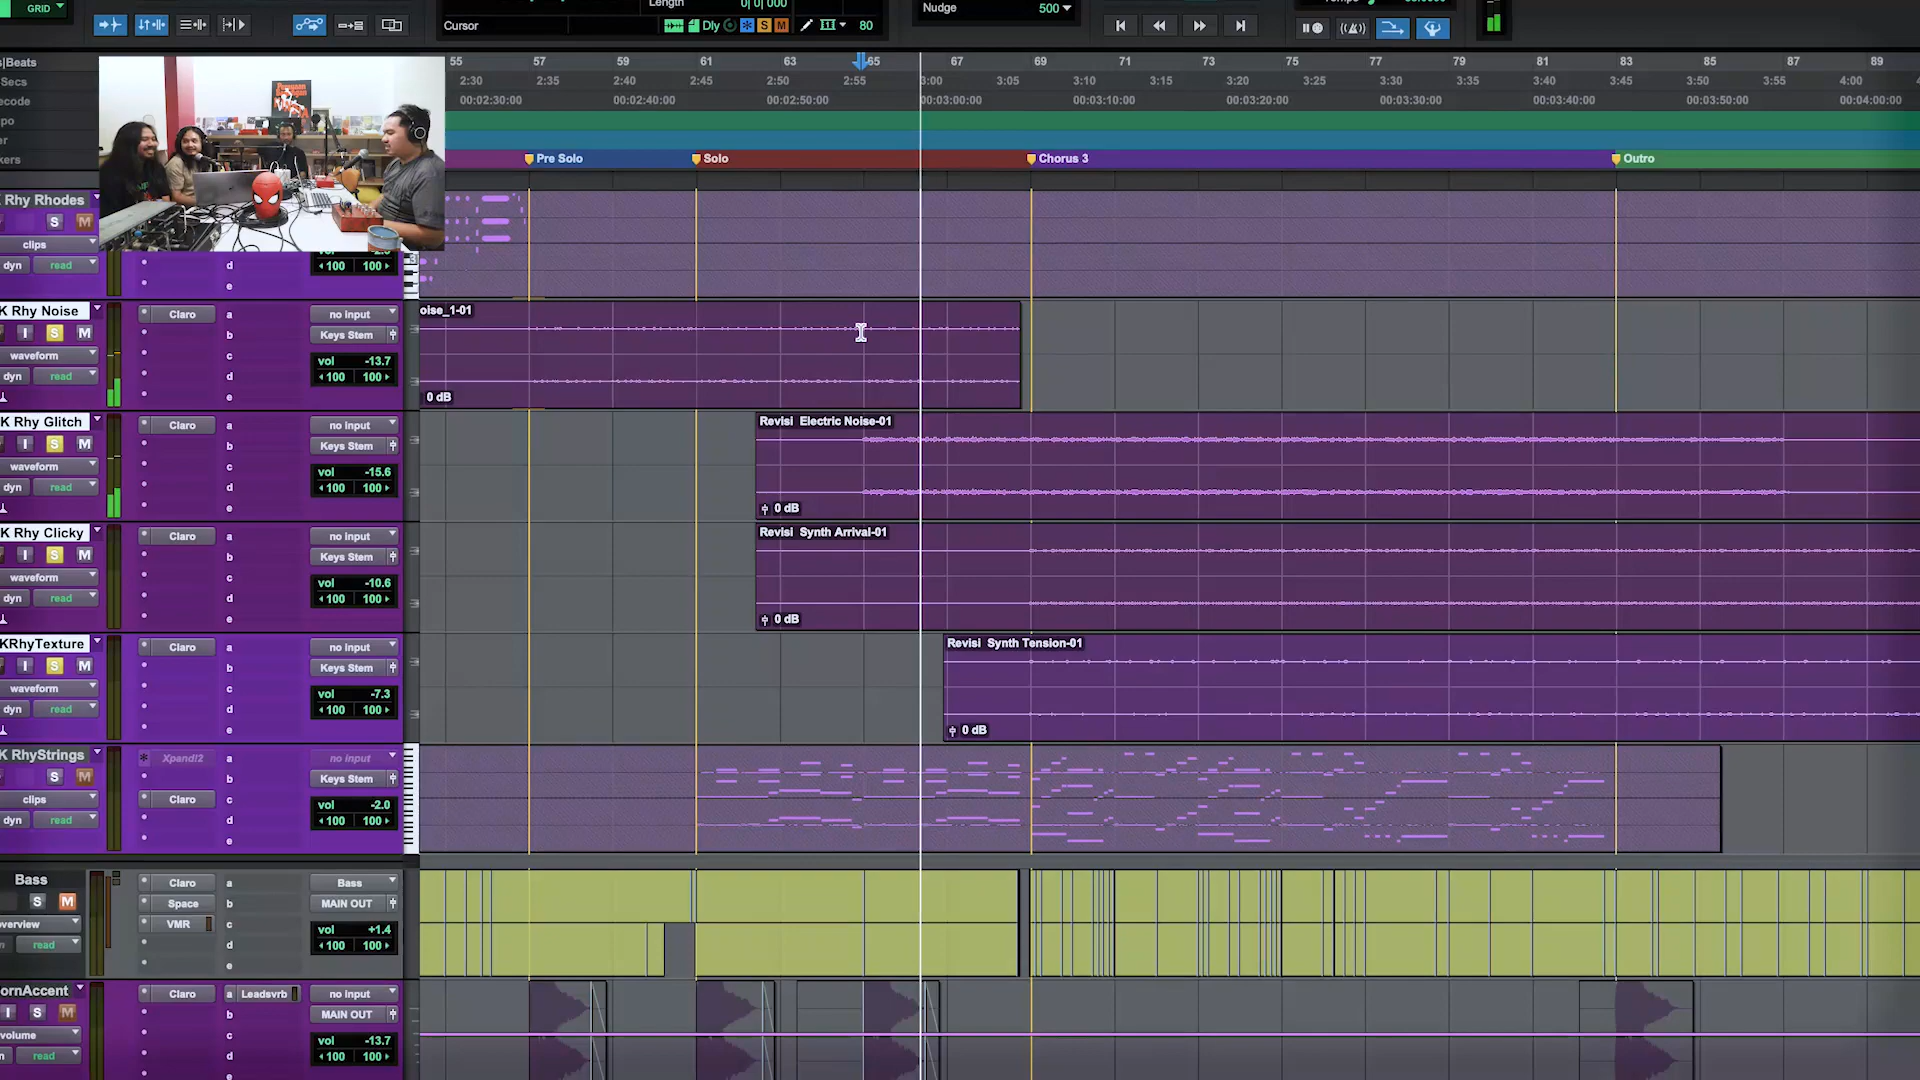 GRID
Cursor
Length
0| 0| 000
Dly
S
M
80
Nudge
500
|Beats
Secs
55 57 59 61 63 65 67 69 71 73 75 77 79 81 83 85 87 89
2:30 2:35 2:40 2:45 2:50 2:55 3:00 3:05 3:10 3:15 3:20 3:25 3:30 3:35 3:40 3:45 3:50 3:55 4:00
00:02:30:00 00:02:40:00 00:02:50:00 00:03:00:00 00:03:10:00 00:03:20:00 00:03:30:00 00:03:40:00 00:03:50:00 00:04:00:00
Pre Solo
Solo
Chorus 3
Outro
Rhy Rhodes
S M
clips
dyn read
d
e
100 100
K Rhy Noise
I S M
waveform
dyn read
Claro
a
b
c
d
e
no input
Keys Stem
vol -13.7
100 100
oise_1-01
0 dB
K Rhy Glitch
I S M
waveform
dyn read
Claro
a
b
c
d
e
no input
Keys Stem
vol -15.6
100 100
Revisi Electric Noise-01
0 dB
K Rhy Clicky
I S M
waveform
dyn read
Claro
a
b
c
d
e
no input
Keys Stem
vol -10.6
100 100
Revisi Synth Arrival-01
0 dB
KRhyTexture
I S M
waveform
dyn read
Claro
a
b
c
d
e
no input
Keys Stem
vol -7.3
100 100
Revisi Synth Tension-01
0 dB
K RhyStrings
S M
clips
dyn read
Xpand!2
Claro
a
b
c
d
e
no input
Keys Stem
vol -2.0
100 100
Bass
S M
overview
read
Claro
Space
VMR
a
b
c
d
e
Bass
MAIN OUT
vol +1.4
100 100
ornAccent
I S M
volume
read
Claro
a Leadsvrb
b
c
d
e
no input
MAIN OUT
vol -13.7
100 100